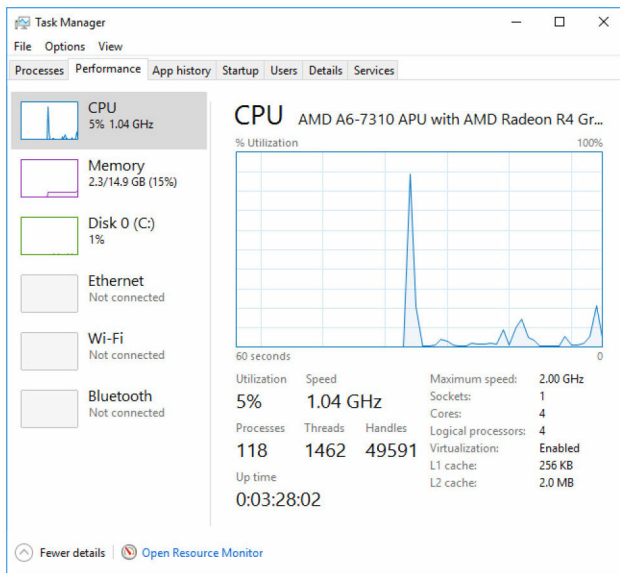 Task Manager
File Options View
Processes Performance App history Startup Users Details Services
CPU
5% 1.04 GHz
Memory
2.3/14.9 GB (15%)
Disk 0 (C:)
1%
Ethernet
Not connected
Wi-Fi
Not connected
Bluetooth
Not connected
CPU AMD A6-7310 APU with AMD Radeon R4 Gr...
% Utilization 100%
60 seconds 0
Utilization Speed
5% 1.04 GHz
Processes Threads Handles
118 1462 49591
Up time
0:03:28:02
Maximum speed: 2.00 GHz
Sockets: 1
Cores: 4
Logical processors: 4
Virtualization: Enabled
L1 cache: 256 KB
L2 cache: 2.0 MB
Fewer details Open Resource Monitor